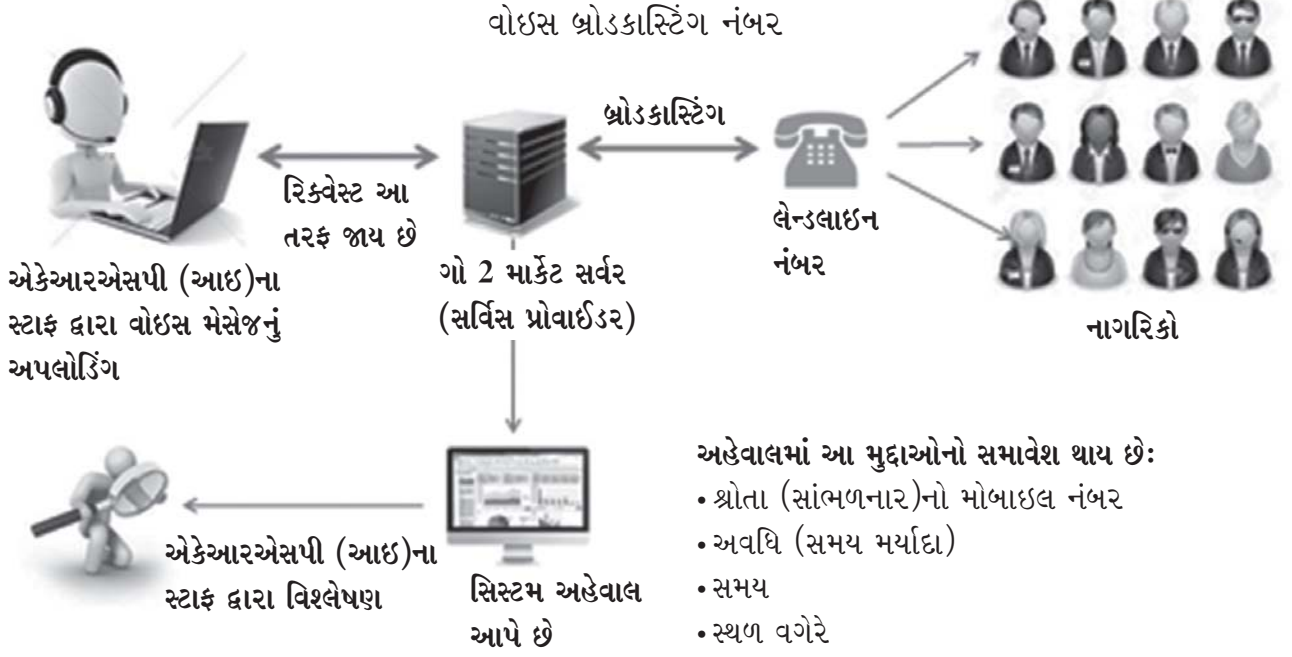 વોઇસ બ્રોડકાસ્ટિંગ નંબર
બ્રોડકાસ્ટિંગ
રિક્વેસ્ટ આ
તરફ જાય છે
લેન્ડલાઇન
નંબર
એકેઆરએસપી (આઇ)ના
સ્ટાફ દ્વારા વોઇસ મેસેજનું
અપલોડિંગ
ગો 2 માર્કેટ સર્વર
(સર્વિસ પ્રોવાઈડર)
નાગરિકો
એકેઆરએસપી (આઇ)ના
સ્ટાફ દ્વારા વિશ્લેષણ
સિસ્ટમ અહેવાલ
આપે છે
અહેવાલમાં આ મુદ્દાઓનો સમાવેશ થાય છેઃ
• શ્રોતા (સાંભળનાર)નો મોબાઇલ નંબર
• અવધિ (સમય મર્યાદા)
• સમય
• સ્થળ વગેરે